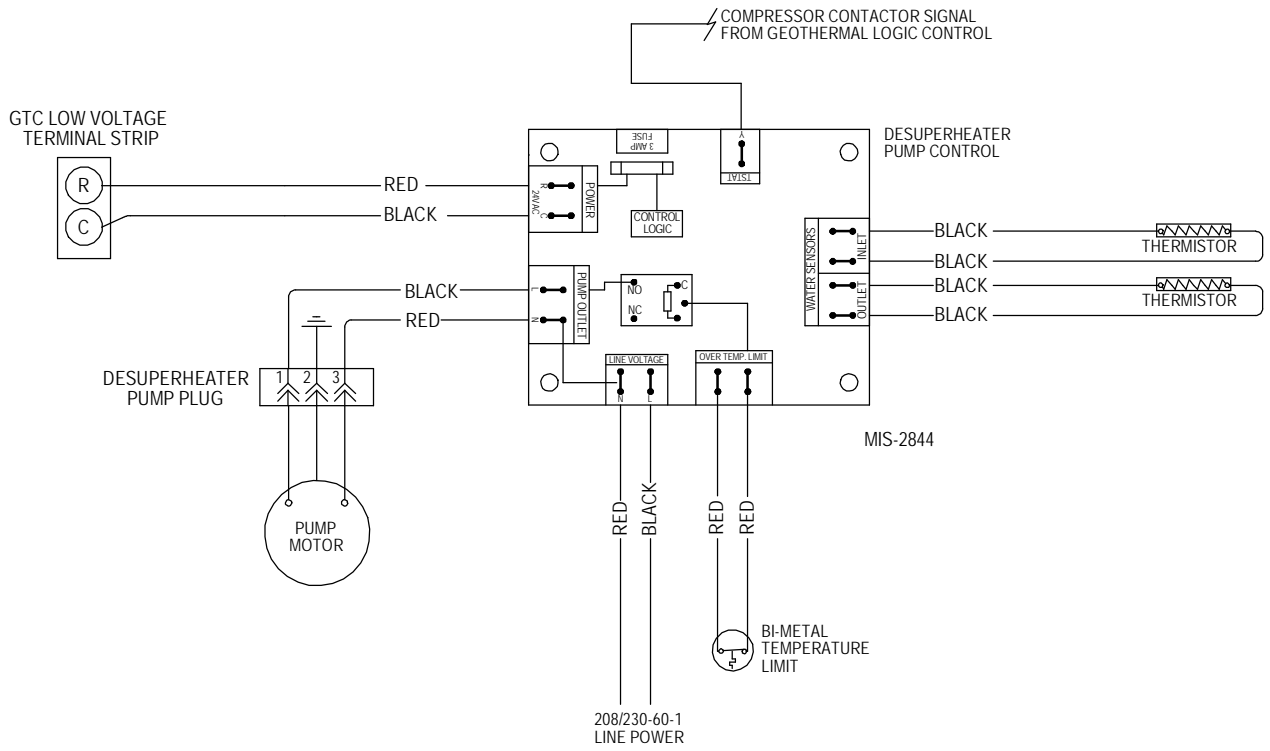 COMPRESSOR CONTACTOR SIGNAL
FROM GEOTHERMAL LOGIC CONTROL
GTC LOW VOLTAGE
TERMINAL STRIP
R
C
RED
BLACK
3 AMP
FUSE
Y
TSTAT
DESUPERHEATER
PUMP CONTROL
R
C
24VAC
POWER
CONTROL
LOGIC
WATER SENSORS
INLET
OUTLET
BLACK
THERMISTOR
BLACK
BLACK
THERMISTOR
BLACK
BLACK
RED
L
N
PUMP OUTLET
NO
NC
C
LINE VOLTAGE
N
L
OVER TEMP. LIMIT
DESUPERHEATER
PUMP PLUG
1
2
3
MIS-2844
PUMP
MOTOR
RED
BLACK
RED
RED
BI-METAL
TEMPERATURE
LIMIT
208/230-60-1
LINE POWER